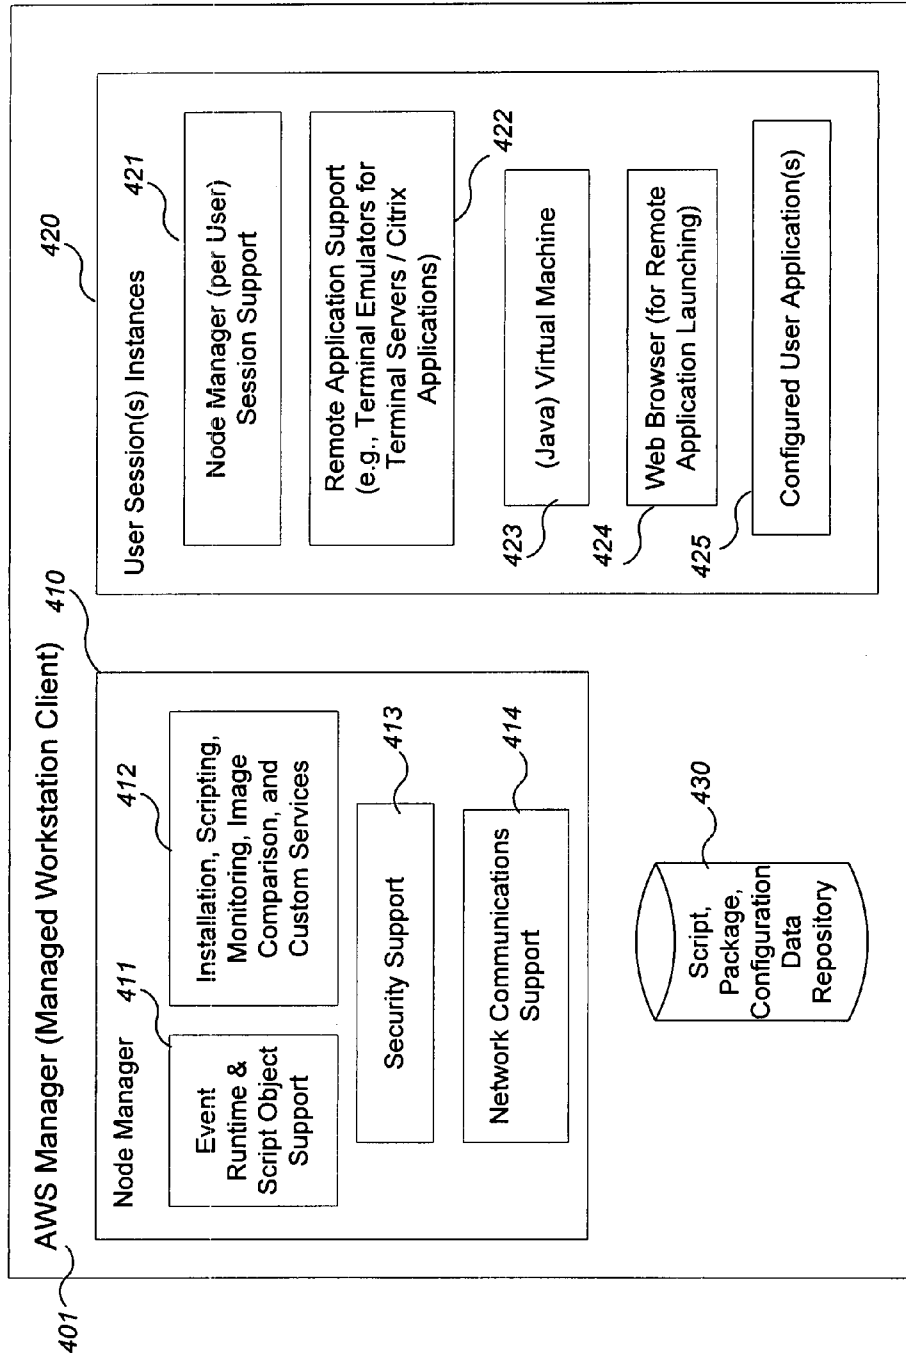 AWS Manager (Managed Workstation Client)
401
410
Node Manager
411
Event
Runtime &
Script Object
Support
412
Installation, Scripting,
Monitoring, Image
Comparison, and
Custom Services
Security Support
413
Network Communications
Support
414
Script,
Package,
Configuration
Data
Repository
430
420
User Session(s) Instances
421
Node Manager (per User)
Session Support
Remote Application Support
(e.g., Terminal Emulators for
Terminal Servers / Citrix
Applications)
422
(Java) Virtual Machine
423
Web Browser (for Remote
Application Launching)
424
Configured User Application(s)
425